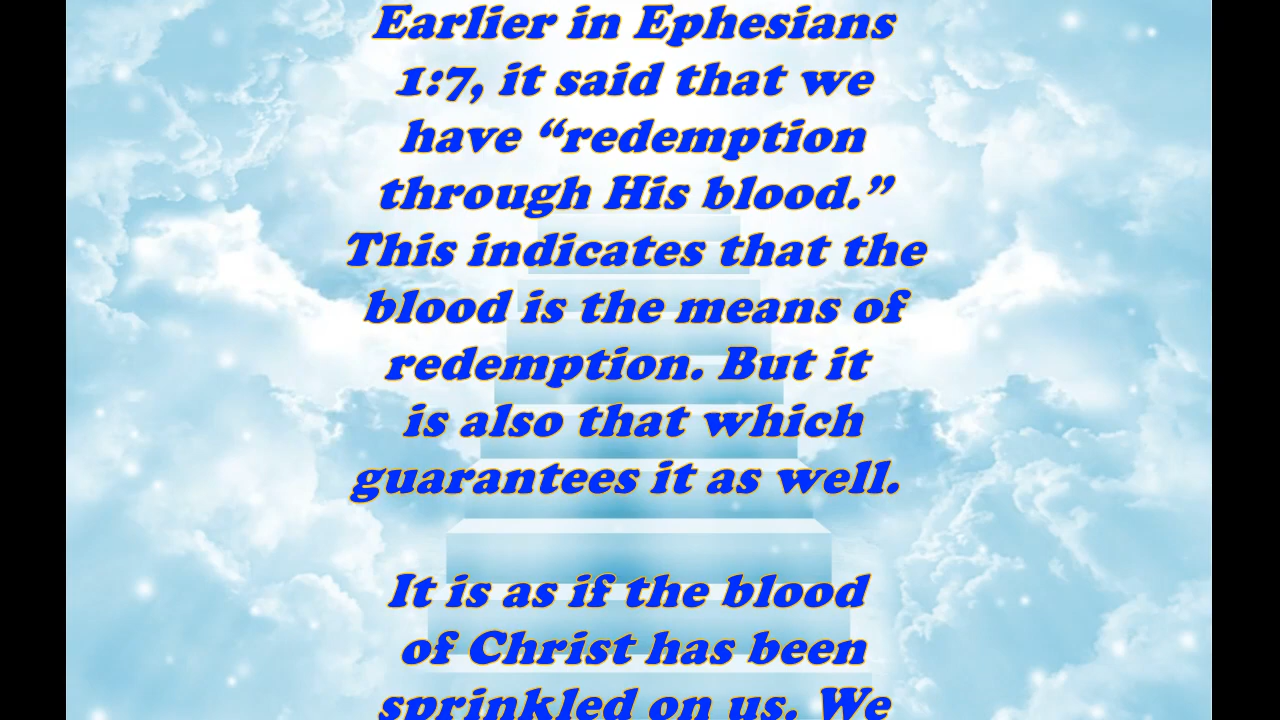 Earlier in Ephesians
1:7, it said that we
have “redemption
through His blood.”
This indicates that the
blood is the means of
redemption. But it
is also that which
guarantees it as well.
It is as if the blood
of Christ has been
sprinkled on us. We